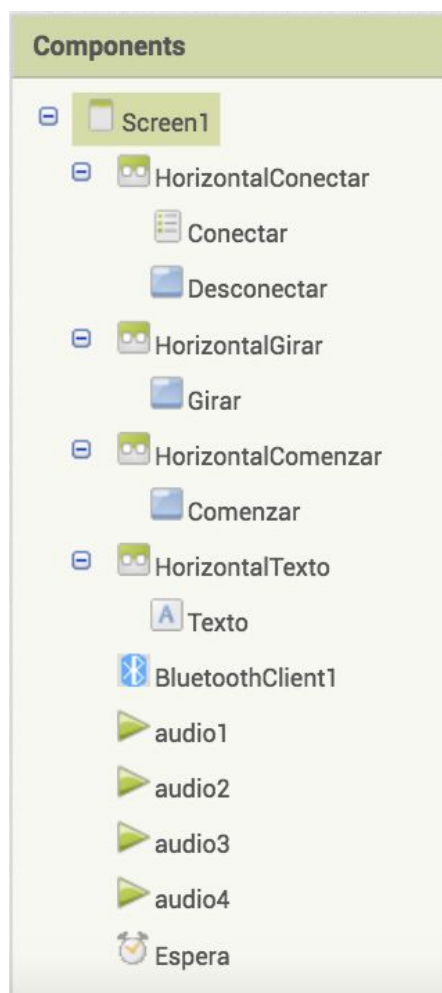 Components
Screen1
HorizontalConectar
Conectar
Desconectar
HorizontalGirar
Girar
HorizontalComenzar
Comenzar
HorizontalTexto
A Texto
BluetoothClient1
audio1
audio2
audio3
audio4
Espera